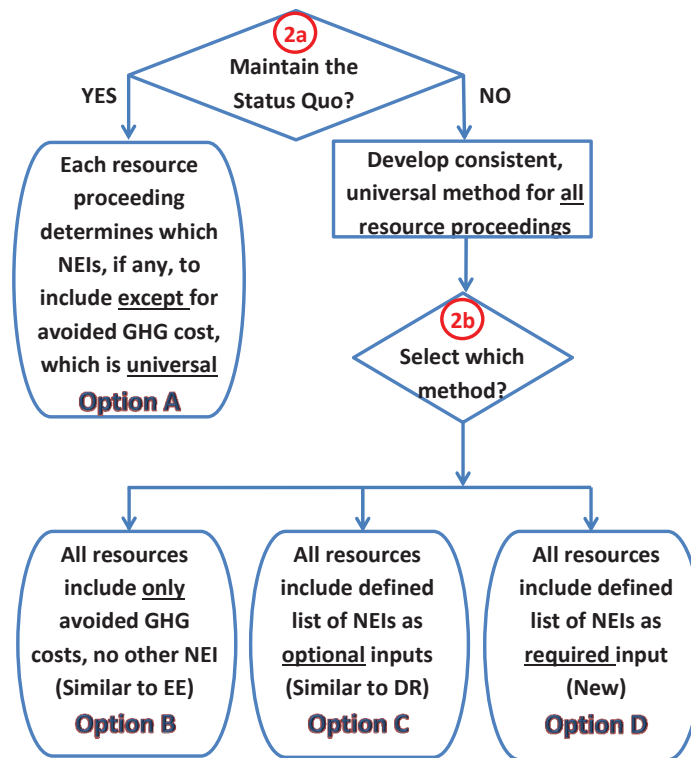 2a
Maintain the
Status Quo?
YES
NO
Each resource
proceeding
determines which
NEIs, if any, to
include except for
avoided GHG cost,
which is universal
Option A
Develop consistent,
universal method for all
resource proceedings
2b
Select which
method?
All resources
include only
avoided GHG
costs, no other NEI
(Similar to EE)
Option B
All resources
include defined
list of NEIs as
optional inputs
(Similar to DR)
Option C
All resources
include defined
list of NEIs as
required input
(New)
Option D